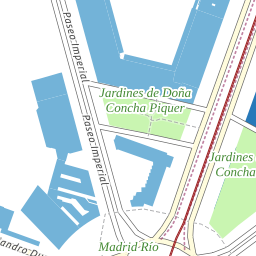 Paseo Imperial
Jardines de Doña
Concha Piquer
Paseo Imperial
Jardines
Concha
Madrid Río